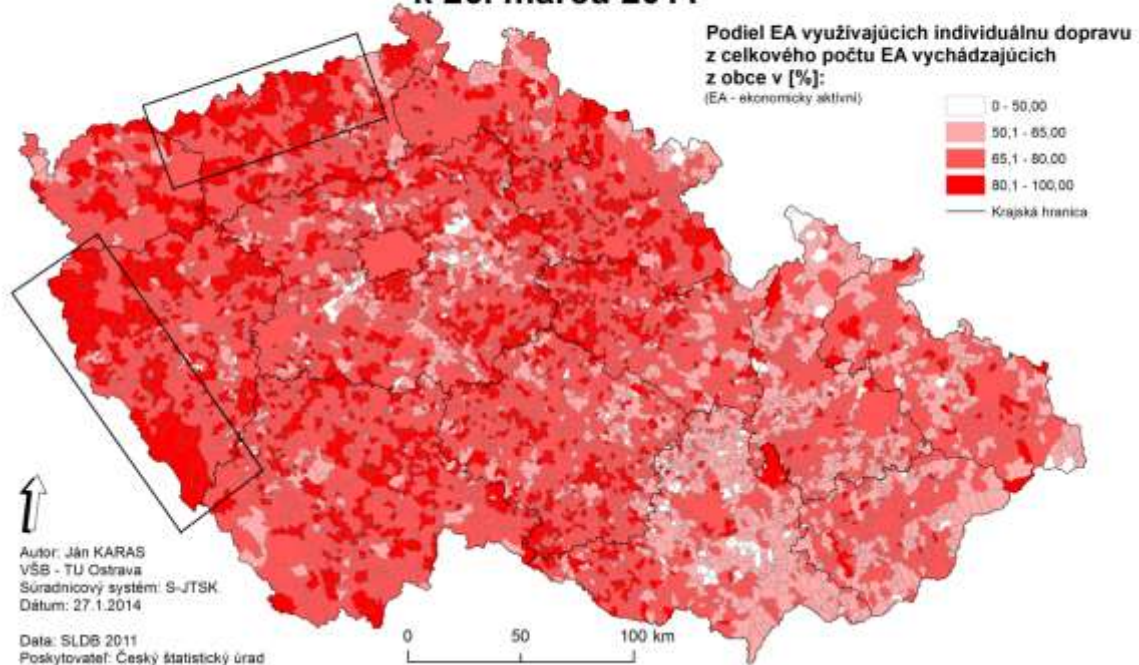 k 26. marcu 2011
Podiel EA využívajúcich individuálnu dopravu
z celkového počtu EA vychádzajúcich
z obce v [%]:
(EA - ekonomicky aktívni)
0 - 50,00
50,1 - 65,00
65,1 - 80,00
80,1 - 100,00
Krajská hranica
Autor: Ján KARAS
VŠB - TU Ostrava
Súradnicový systém: S-JTSK
Dátum: 27.1.2014
Data: SLDB 2011
Poskytovateľ: Český štatistický úrad
0 50 100 km